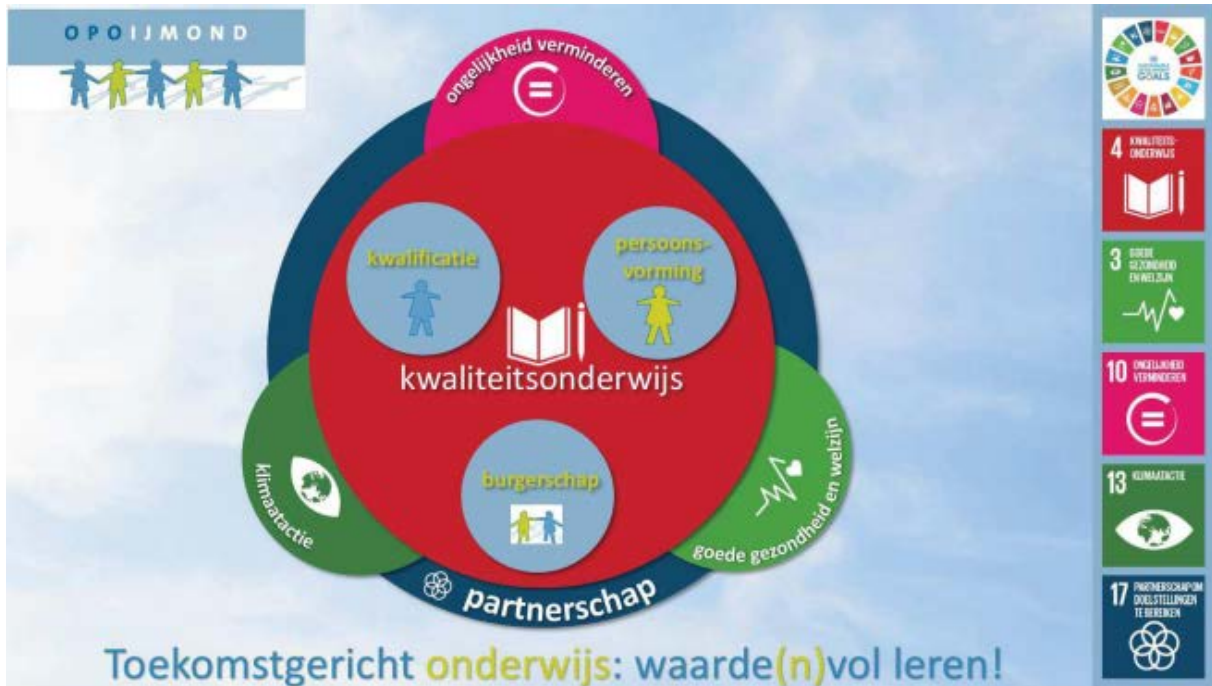 OPOIJMOND
ongelijkheid verminderen
kwalificatie
persoons-
vorming
kwaliteitsonderwijs
burgerschap
klimaatactie
goede gezondheid en welzijn
partnerschap
Toekomstgericht onderwijs: waarde(n)vol leren!
GOALS
4 KWALITEITS-
ONDERWIJS
3 GOEDE
GEZONDHEID
EN WELZIJN
10 ONGELIJKHEID
VERMINDEREN
13 KLIMAATACTIE
17 PARTNERSCHAP OM
DOELSTELLINGEN
TE BEREIKEN